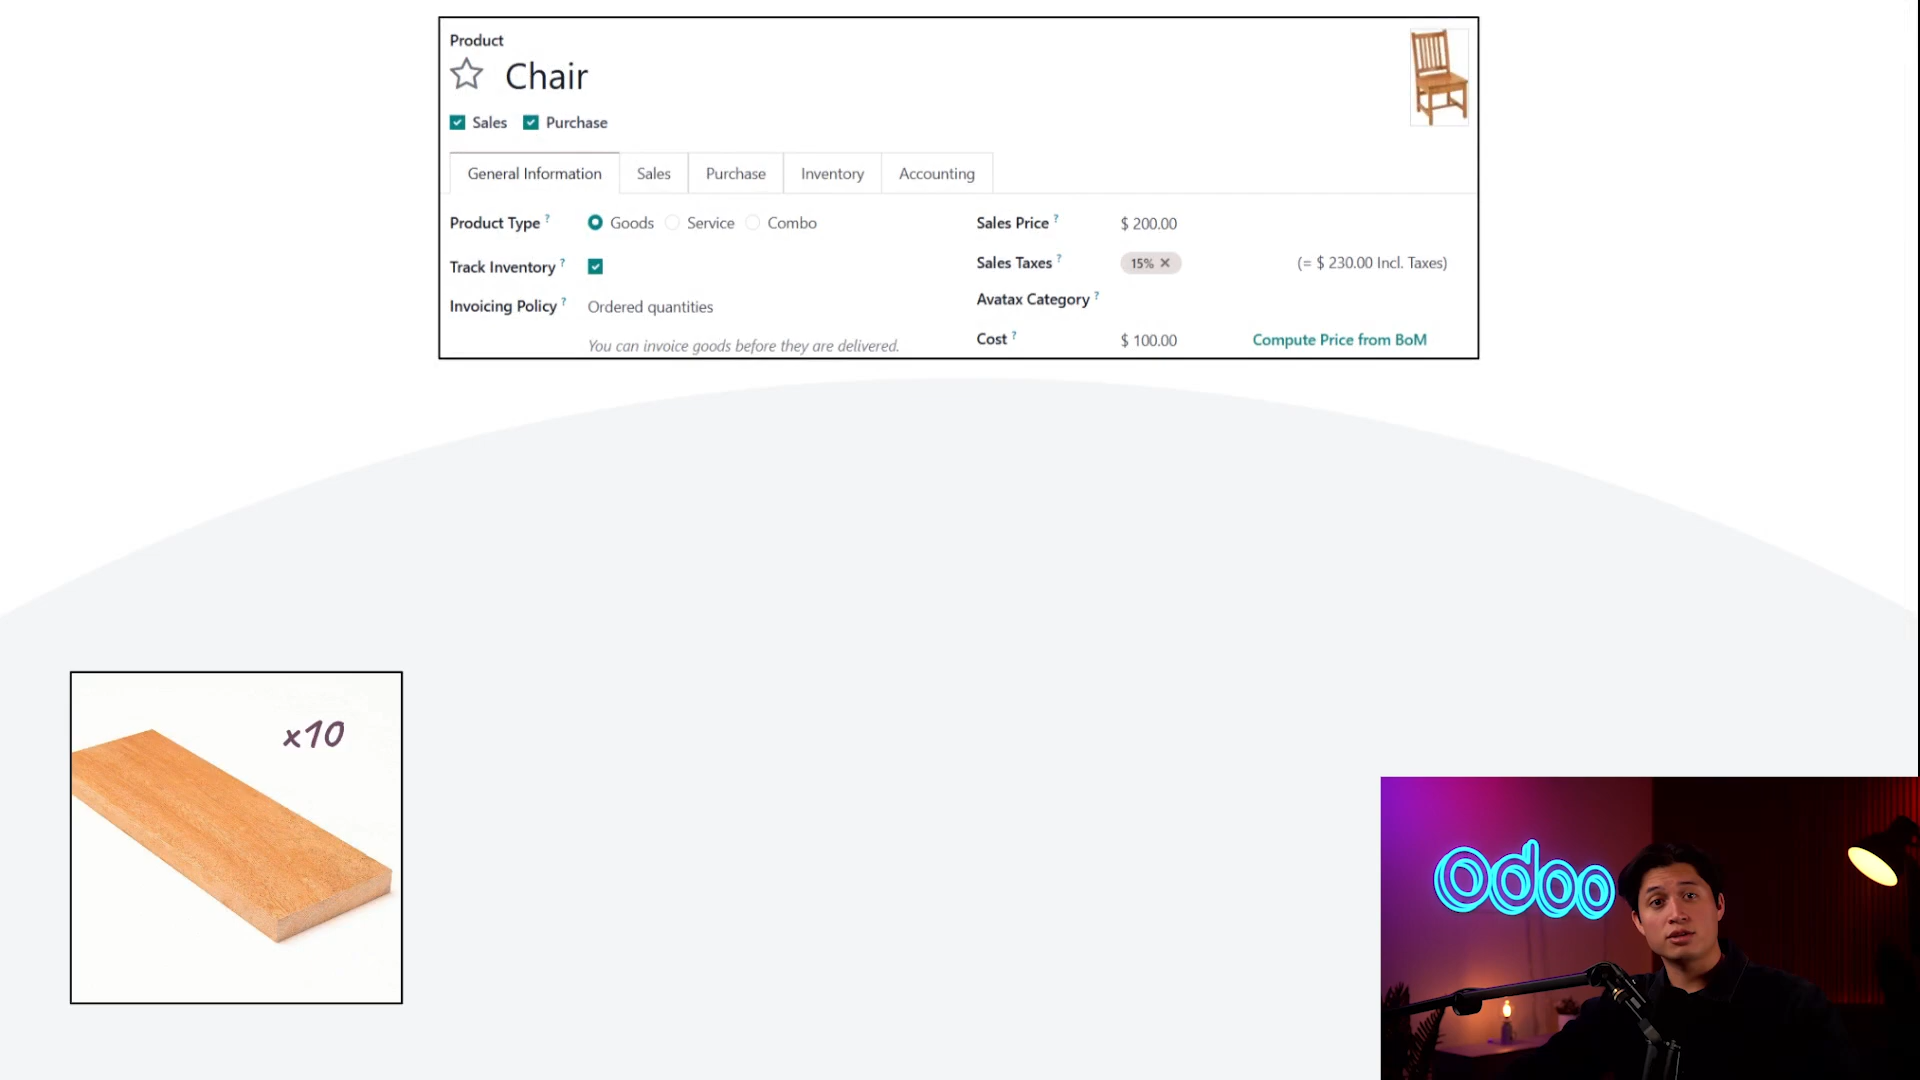 Product
Chair
Sales Purchase
General Information Sales Purchase Inventory Accounting
Product Type ? Goods Service Combo
Track Inventory ?
Invoicing Policy ? Ordered quantities
You can invoice goods before they are delivered.
Sales Price ? $ 200.00
Sales Taxes ? 15% × (= $ 230.00 Incl. Taxes)
Avatax Category ?
Cost ? $ 100.00 Compute Price from BoM
x10
odoo